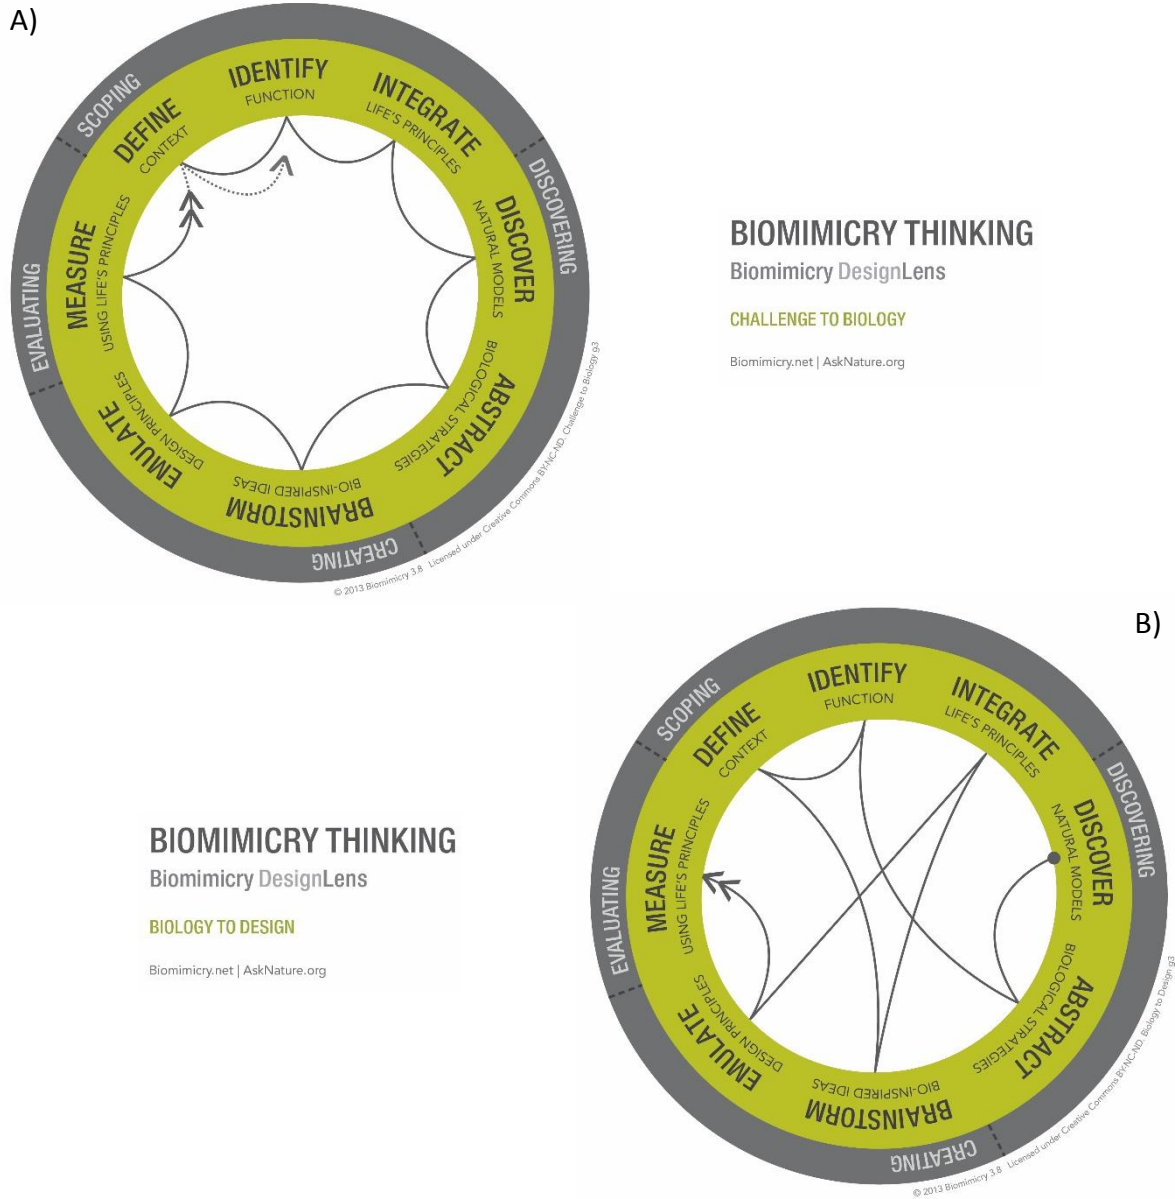 A)
SCOPING
IDENTIFY
FUNCTION
INTEGRATE
LIFE'S PRINCIPLES
DISCOVERING
DISCOVER
NATURAL MODELS
ABSTRACT
BIOLOGICAL STRATEGIES
CREATING
BRAINSTORM
BIO-INSPIRED IDEAS
EMULATE
DESIGN PRINCIPLES
EVALUATING
MEASURE
USING LIFE'S PRINCIPLES
DEFINE
CONTEXT
© 2013 Biomimicry 3.8 Licensed under Creative Commons BY-NC-ND. Challenge to Biology g3
BIOMIMICRY THINKING
Biomimicry DesignLens
CHALLENGE TO BIOLOGY
Biomimicry.net | AskNature.org
BIOMIMICRY THINKING
Biomimicry DesignLens
BIOLOGY TO DESIGN
Biomimicry.net | AskNature.org
B)
SCOPING
IDENTIFY
FUNCTION
INTEGRATE
LIFE'S PRINCIPLES
DISCOVERING
DISCOVER
NATURAL MODELS
ABSTRACT
BIOLOGICAL STRATEGIES
CREATING
BRAINSTORM
BIO-INSPIRED IDEAS
EMULATE
DESIGN PRINCIPLES
EVALUATING
MEASURE
USING LIFE'S PRINCIPLES
DEFINE
CONTEXT
© 2013 Biomimicry 3.8 Licensed under Creative Commons BY-NC-ND. Biology to Design g3